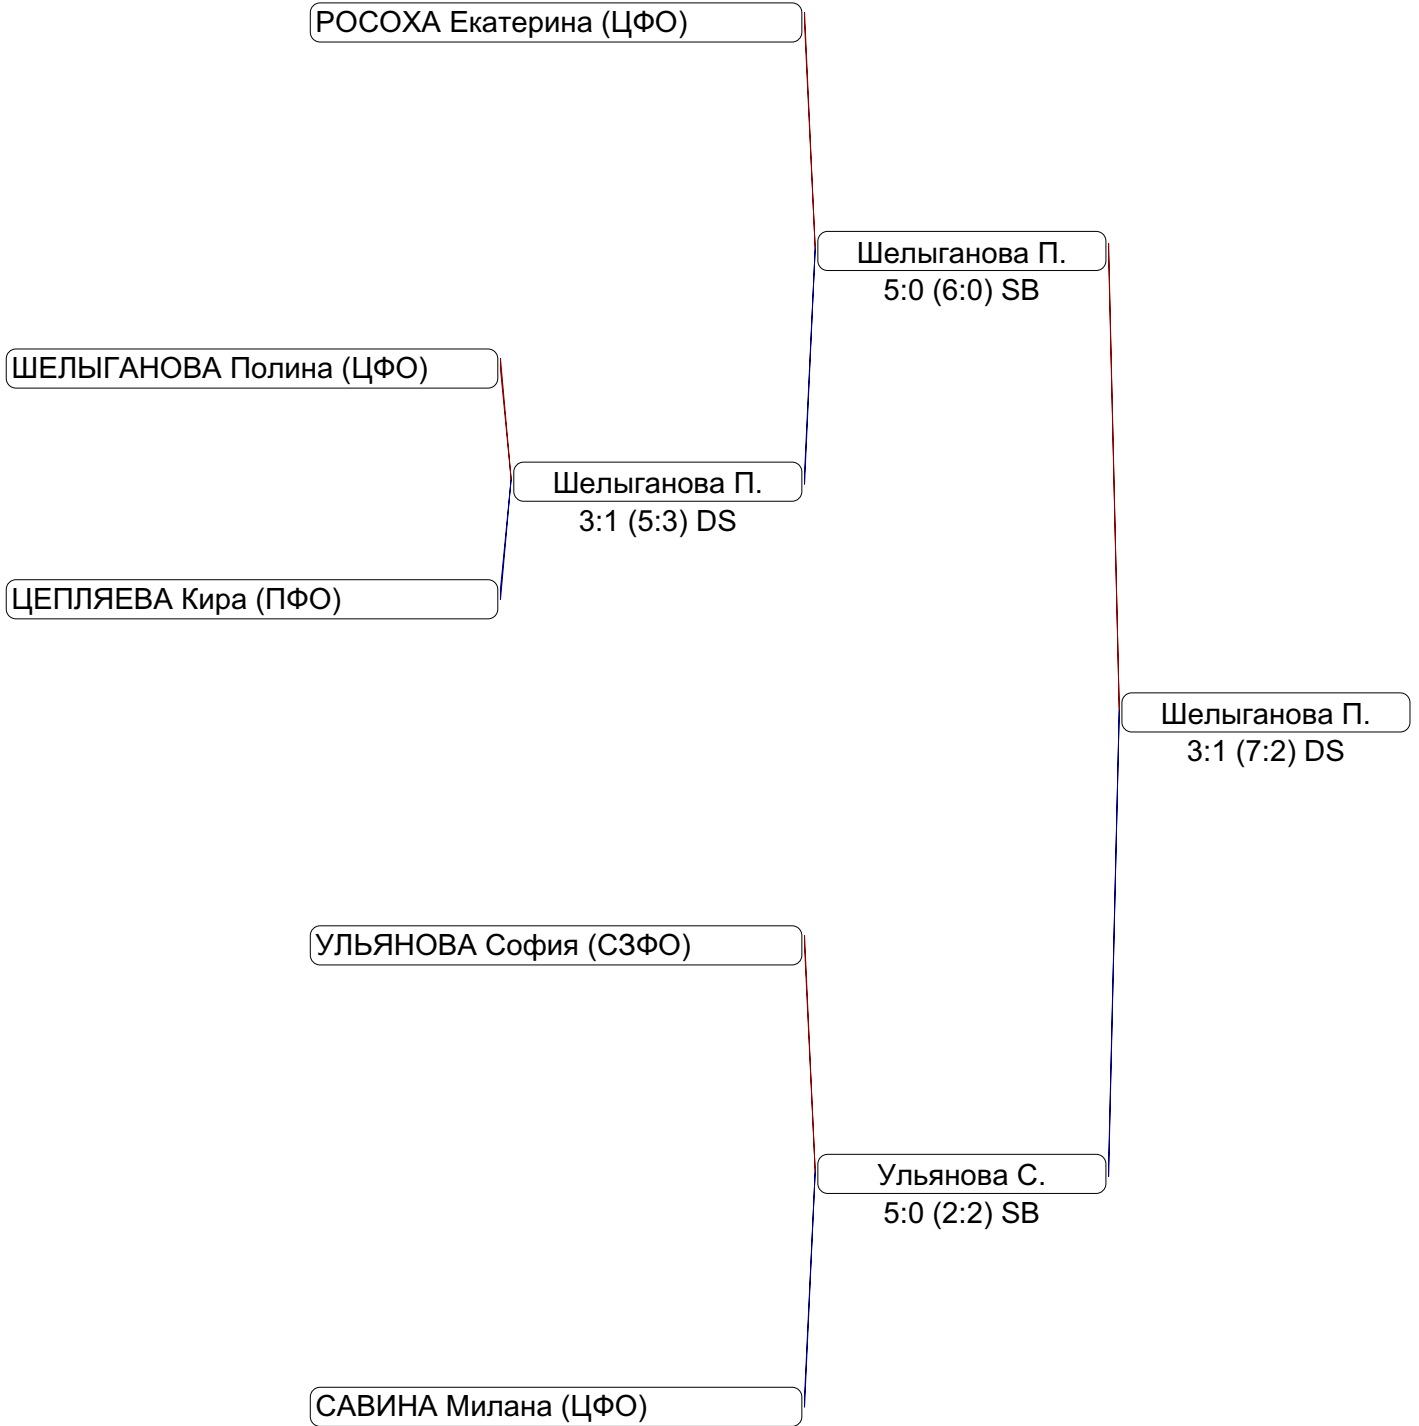 РОСОХА Екатерина (ЦФО)
Шелыганова П.
5:0 (6:0) SB
ШЕЛЫГАНОВА Полина (ЦФО)
Шелыганова П.
3:1 (5:3) DS
ЦЕПЛЯЕВА Кира (ПФО)
Шелыганова П.
3:1 (7:2) DS
УЛЬЯНОВА София (СЗФО)
Ульянова С.
5:0 (2:2) SB
САВИНА Милана (ЦФО)